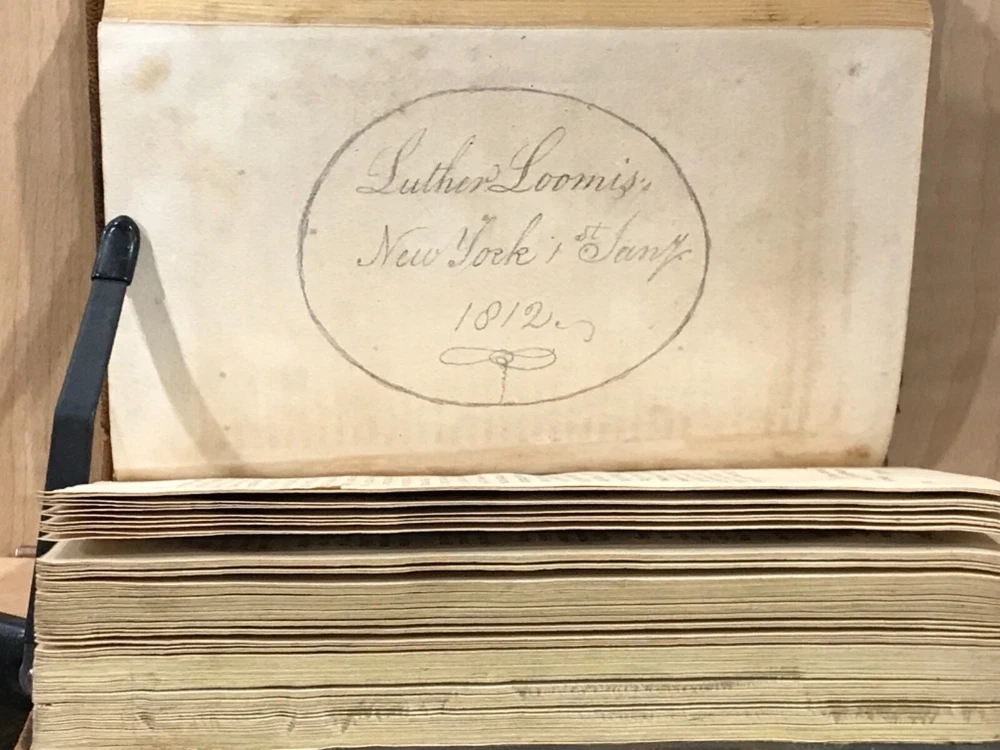 Luther Loomis,
New York 1st Jany
1812.